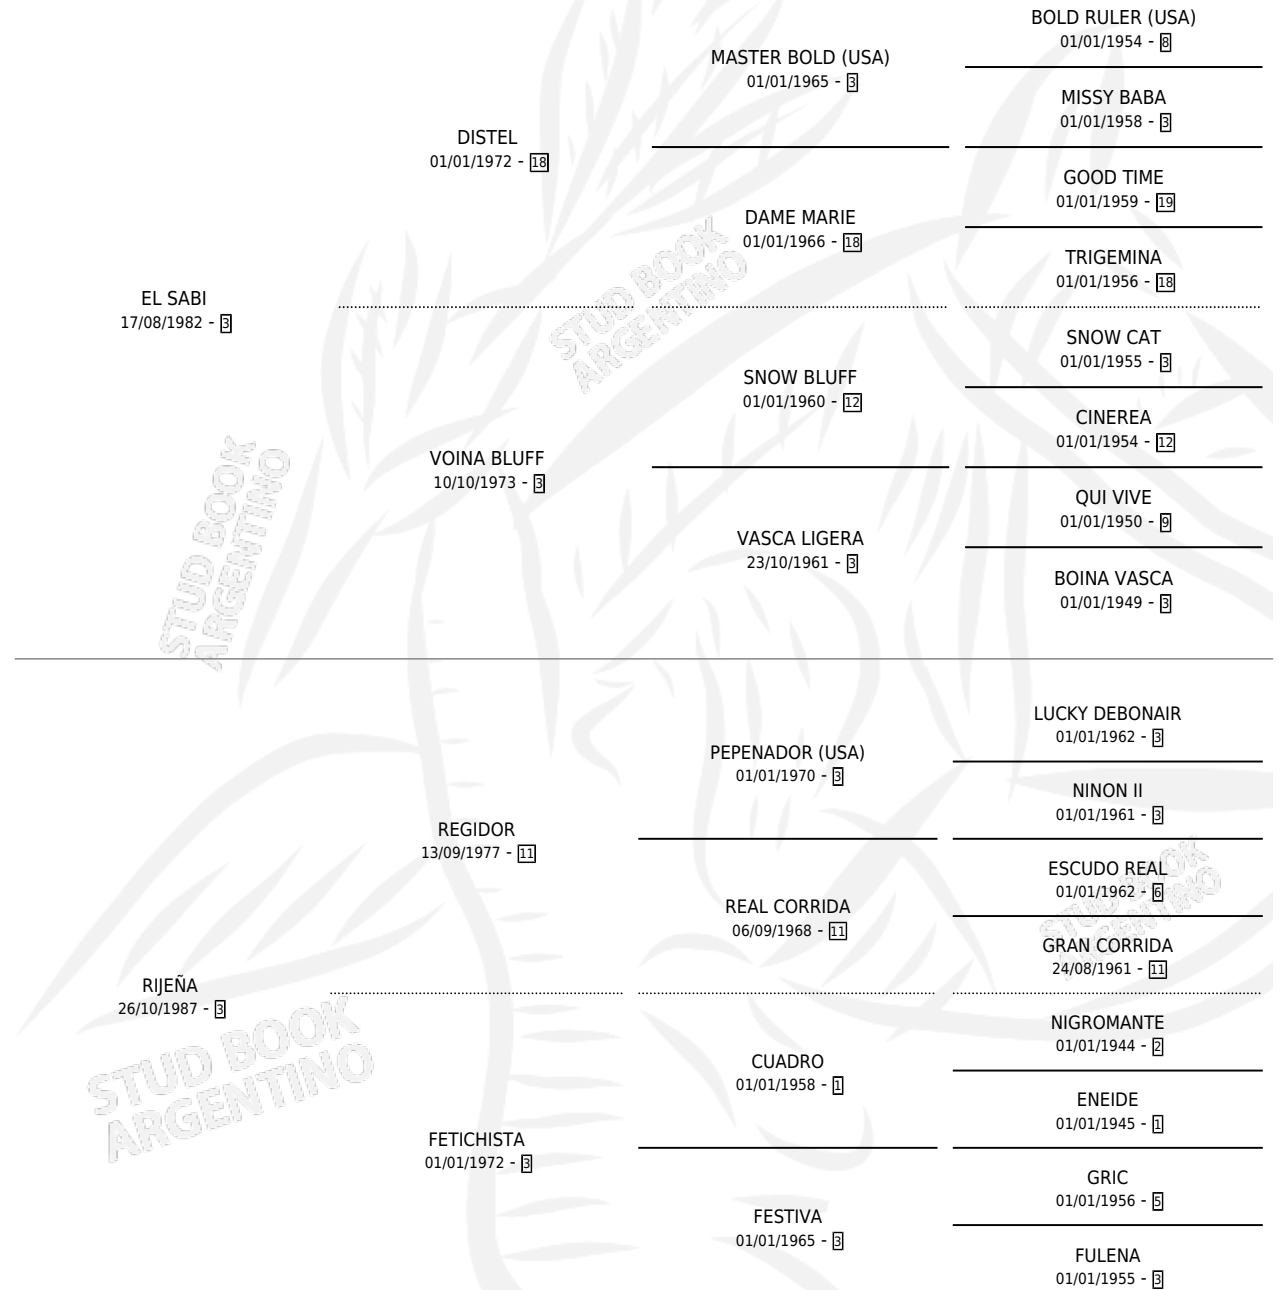 BOLD RULER (USA)
01/01/1954 - 8
MASTER BOLD (USA)
01/01/1965 - 3
MISSY BABA
01/01/1958 - 3
DISTEL
01/01/1972 - 18
GOOD TIME
01/01/1959 - 19
DAME MARIE
01/01/1966 - 18
TRIGEMINA
01/01/1956 - 18
STUD BOOK
ARGENTINO
EL SABI
17/08/1982 - 3
SNOW CAT
01/01/1955 - 3
SNOW BLUFF
01/01/1960 - 12
CINEREA
01/01/1954 - 12
VOINA BLUFF
10/10/1973 - 3
QUI VIVE
01/01/1950 - 9
VASCA LIGERA
23/10/1961 - 3
BOINA VASCA
01/01/1949 - 3
STUD BOOK
ARGENTINO
LUCKY DEBONAIR
01/01/1962 - 3
PEPENADOR (USA)
01/01/1970 - 3
NINON II
01/01/1961 - 3
REGIDOR
13/09/1977 - 11
ESCUDO REAL
01/01/1962 - 6
REAL CORRIDA
06/09/1968 - 11
GRAN CORRIDA
24/08/1961 - 11
STUD BOOK
ARGENTINO
RIJEÑA
26/10/1987 - 3
NIGROMANTE
01/01/1944 - 2
CUADRO
01/01/1958 - 1
ENEIDE
01/01/1945 - 1
STUD BOOK
ARGENTINO
FETICHISTA
01/01/1972 - 3
GRIC
01/01/1956 - 5
FESTIVA
01/01/1965 - 3
FULENA
01/01/1955 - 3